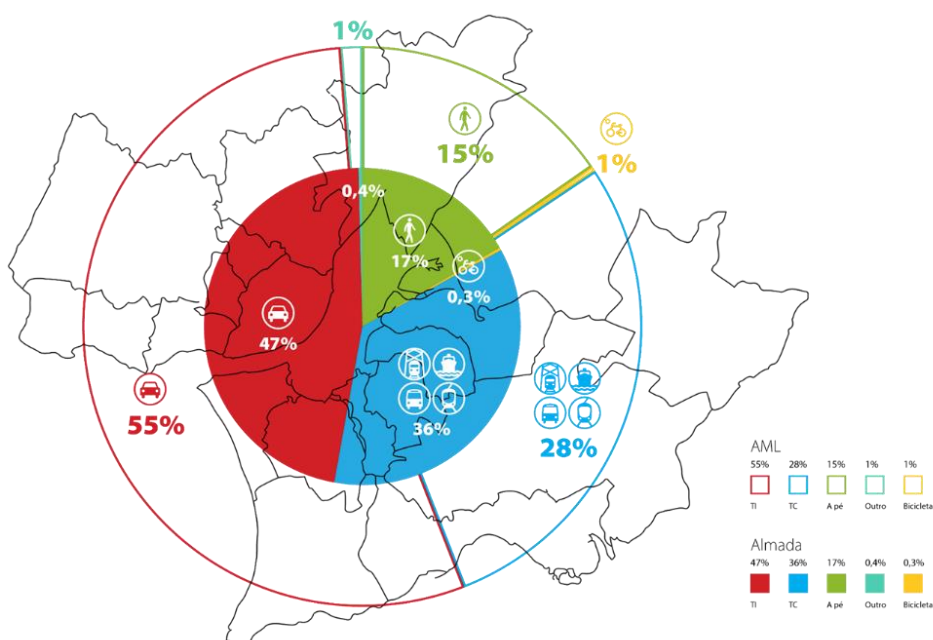 1%
15%
1%
0,4%
17%
0,3%
47%
36%
55%
28%
AML
55% 28% 15% 1% 1%
TI TC A pé Outro Bicicleta
Almada
47% 36% 17% 0,4% 0,3%
TI TC A pé Outro Bicicleta